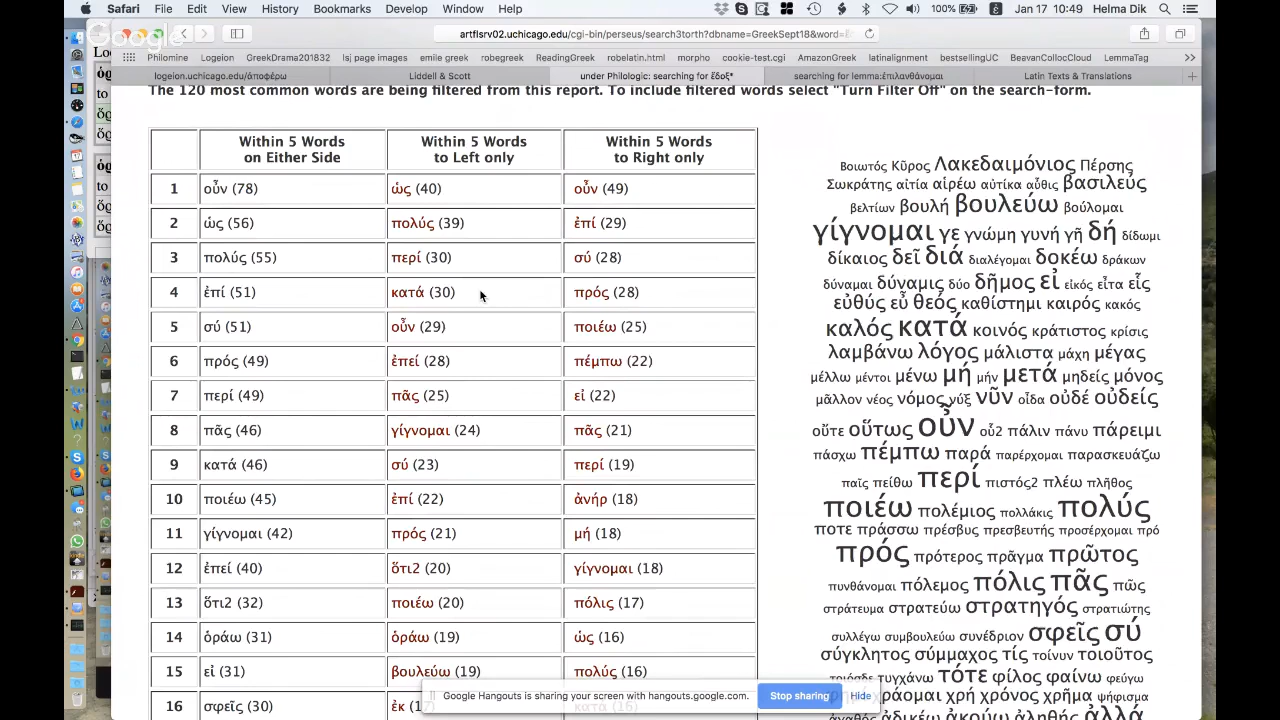 Safari File Edit View History Bookmarks Develop Window Help 100% Jan 17 10:49 Helma Dik
Google
artflsrv02.uchicago.edu/cgi-bin/perseus/search3torth?dbname=GreekSept18&word=
Philomine Logeion GreekDrama201832 lsj page images emile greek robegreek ReadingGreek robelatin.html morpho cookie-test.cgi AmazonGreek latinalignment bestsellingUC BeavanCollocCloud LemmaTag
logeion.uchicago.edu/ἀποφέρω Liddell & Scott under Philologic: searching for ἔδοξ* searching for lemma:ἐπιλανθάνομαι Latin Texts & Translations
The 120 most common words are being filtered from this report. To include filtered words select "Turn Filter Off" on the search-form.
Within 5 Words on Either Side Within 5 Words to Left only Within 5 Words to Right only
1 οὖν (78) ὡς (40) οὖν (49)
2 ὡς (56) πολύς (39) ἐπί (29)
3 πολύς (55) περί (30) σύ (28)
4 ἐπί (51) κατά (30) πρός (28)
5 σύ (51) οὖν (29) ποιέω (25)
6 πρός (49) ἐπεί (28) πέμπω (22)
7 περί (49) πᾶς (25) εἰ (22)
8 πᾶς (46) γίγνομαι (24) πᾶς (21)
9 κατά (46) σύ (23) περί (19)
10 ποιέω (45) ἐπί (22) ἀνήρ (18)
11 γίγνομαι (42) πρός (21) μή (18)
12 ἐπεί (40) ὅτι2 (20) γίγνομαι (18)
13 ὅτι2 (32) ποιέω (20) πόλις (17)
14 ὁράω (31) ὁράω (19) ὡς (16)
15 εἰ (31) βουλεύω (19) πολύς (16)
16 σφεῖς (30) ἐκ κατά (16)
Βοιωτός Κῦρος Λακεδαιμόνιος Πέρσης
Σωκράτης αἰτία αἱρέω αὐτίκα αὖθις βασιλεύς
βελτίων βουλή βουλεύω βούλομαι
γίγνομαι γε γνώμη γυνή γῆ δή δίδωμι
δίκαιος δεῖ διά διαλέγομαι δοκέω δράκων
δύναμαι δύναμις δύο δῆμος εἰ εἰκός εἶτα εἷς
εὐθύς εὖ θεός καθίστημι καιρός κακός
καλός κατά κοινός κράτιστος κρίσις
λαμβάνω λόγος μάλιστα μάχη μέγας
μέλλω μέντοι μένω μή μήν μετά μηδείς μόνος
μᾶλλον νέος νόμος νύξ νῦν οἶδα οὐδέ οὐδείς
οὔτε οὕτως οὖν οὗ2 πάλιν πάνυ πάρειμι
πάσχω πέμπω παρά παρέρχομαι παρασκευάζω
παῖς πείθω περί πιστός2 πλέω πλῆθος
ποιέω πολέμιος πολλάκις πολύς
ποτε πράσσω πρέσβυς πρεσβευτής προσέρχομαι πρό
πρός πρότερος πρᾶγμα πρῶτος
πυνθάνομαι πόλεμος πόλις πᾶς πῶς
στράτευμα στρατεύω στρατηγός στρατιώτης
συλλέγω συμβουλεύω συνέδριον σφεῖς σύ
σύγκλητος σύμμαχος τίς τοίνυν τοιοῦτος
τοιόσδε τυγχάνω τότε φίλος φαίνω φεύγω
χρή χρόνος χρῆμα ψήφισμα
ἀγαθός ἀδικέω ἀκούω ἀληθής ἀλλά
Google Hangouts is sharing your screen with hangouts.google.com. Stop sharing Hide